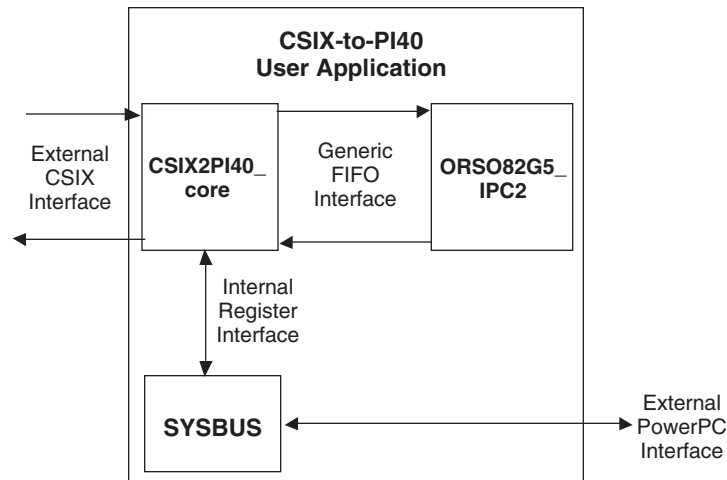 CSIX-to-PI40
User Application
External
CSIX
Interface
CSIX2PI40_
core
Generic
FIFO
Interface
ORSO82G5_
IPC2
Internal
Register
Interface
SYSBUS
External
PowerPC
Interface